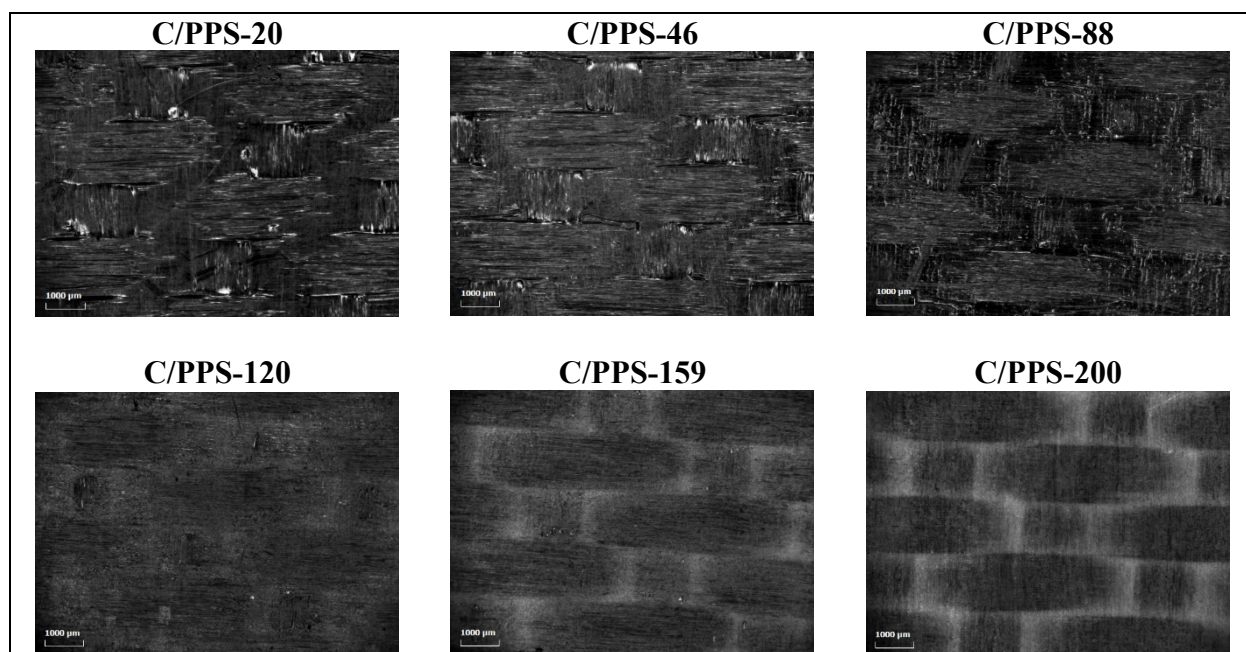 C/PPS-20 C/PPS-46 C/PPS-88
1000 µm 1000 µm 1000 µm
C/PPS-120 C/PPS-159 C/PPS-200
1000 µm 1000 µm 1000 µm